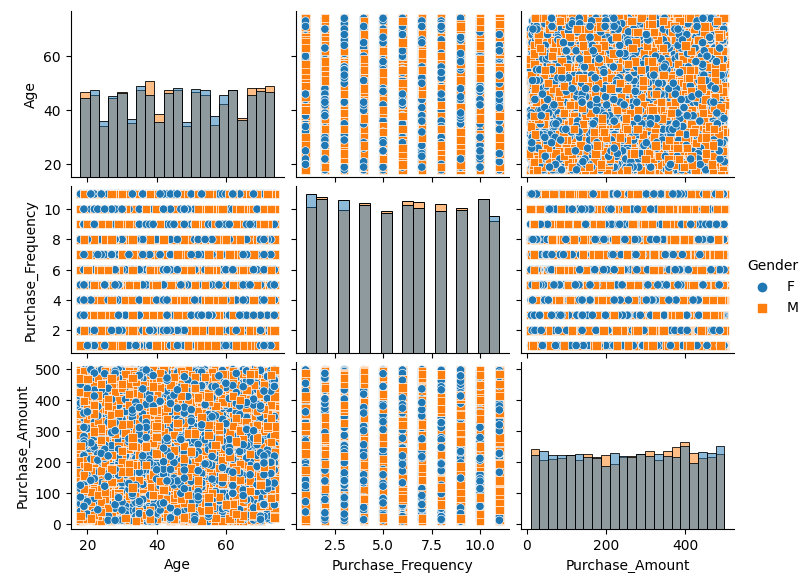 Age
60
40
20
Purchase_Frequency
10
8
6
4
2
Gender
F
M
Purchase_Amount
500
400
300
200
100
0
20 40 60
2.5 5.0 7.5 10.0
0 200 400
Age
Purchase_Frequency
Purchase_Amount